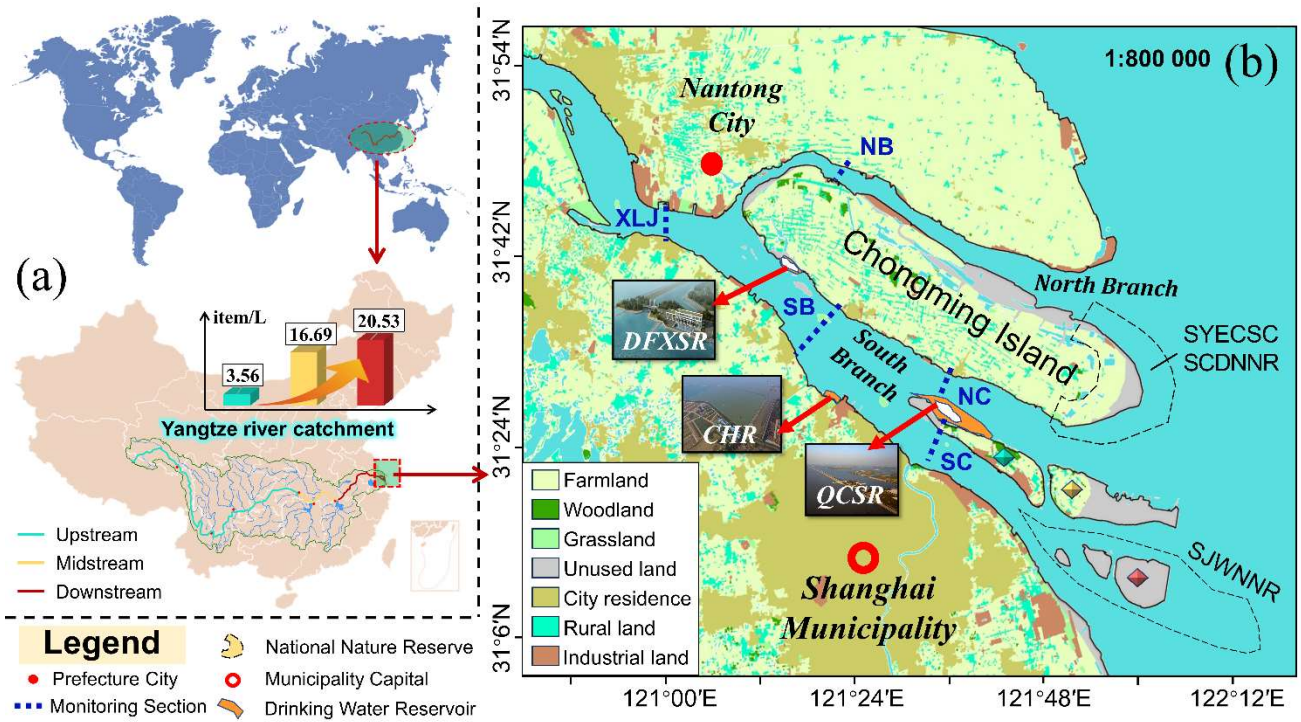 (a)
item/L
3.56
16.69
20.53
Yangtze river catchment
Upstream
Midstream
Downstream
Legend
National Nature Reserve
Prefecture City
Municipality Capital
Monitoring Section
Drinking Water Reservoir
(b)
1:800 000
31°54′N
31°42′N
31°24′N
31°6′N
Nantong
City
NB
XLJ
Chongming Island
North Branch
SYECSC
SCDNNR
SB
DFXSR
South
Branch
NC
CHR
SC
QCSR
SJWNNR
Shanghai
Municipality
Farmland
Woodland
Grassland
Unused land
City residence
Rural land
Industrial land
121°00′E
121°24′E
121°48′E
122°12′E